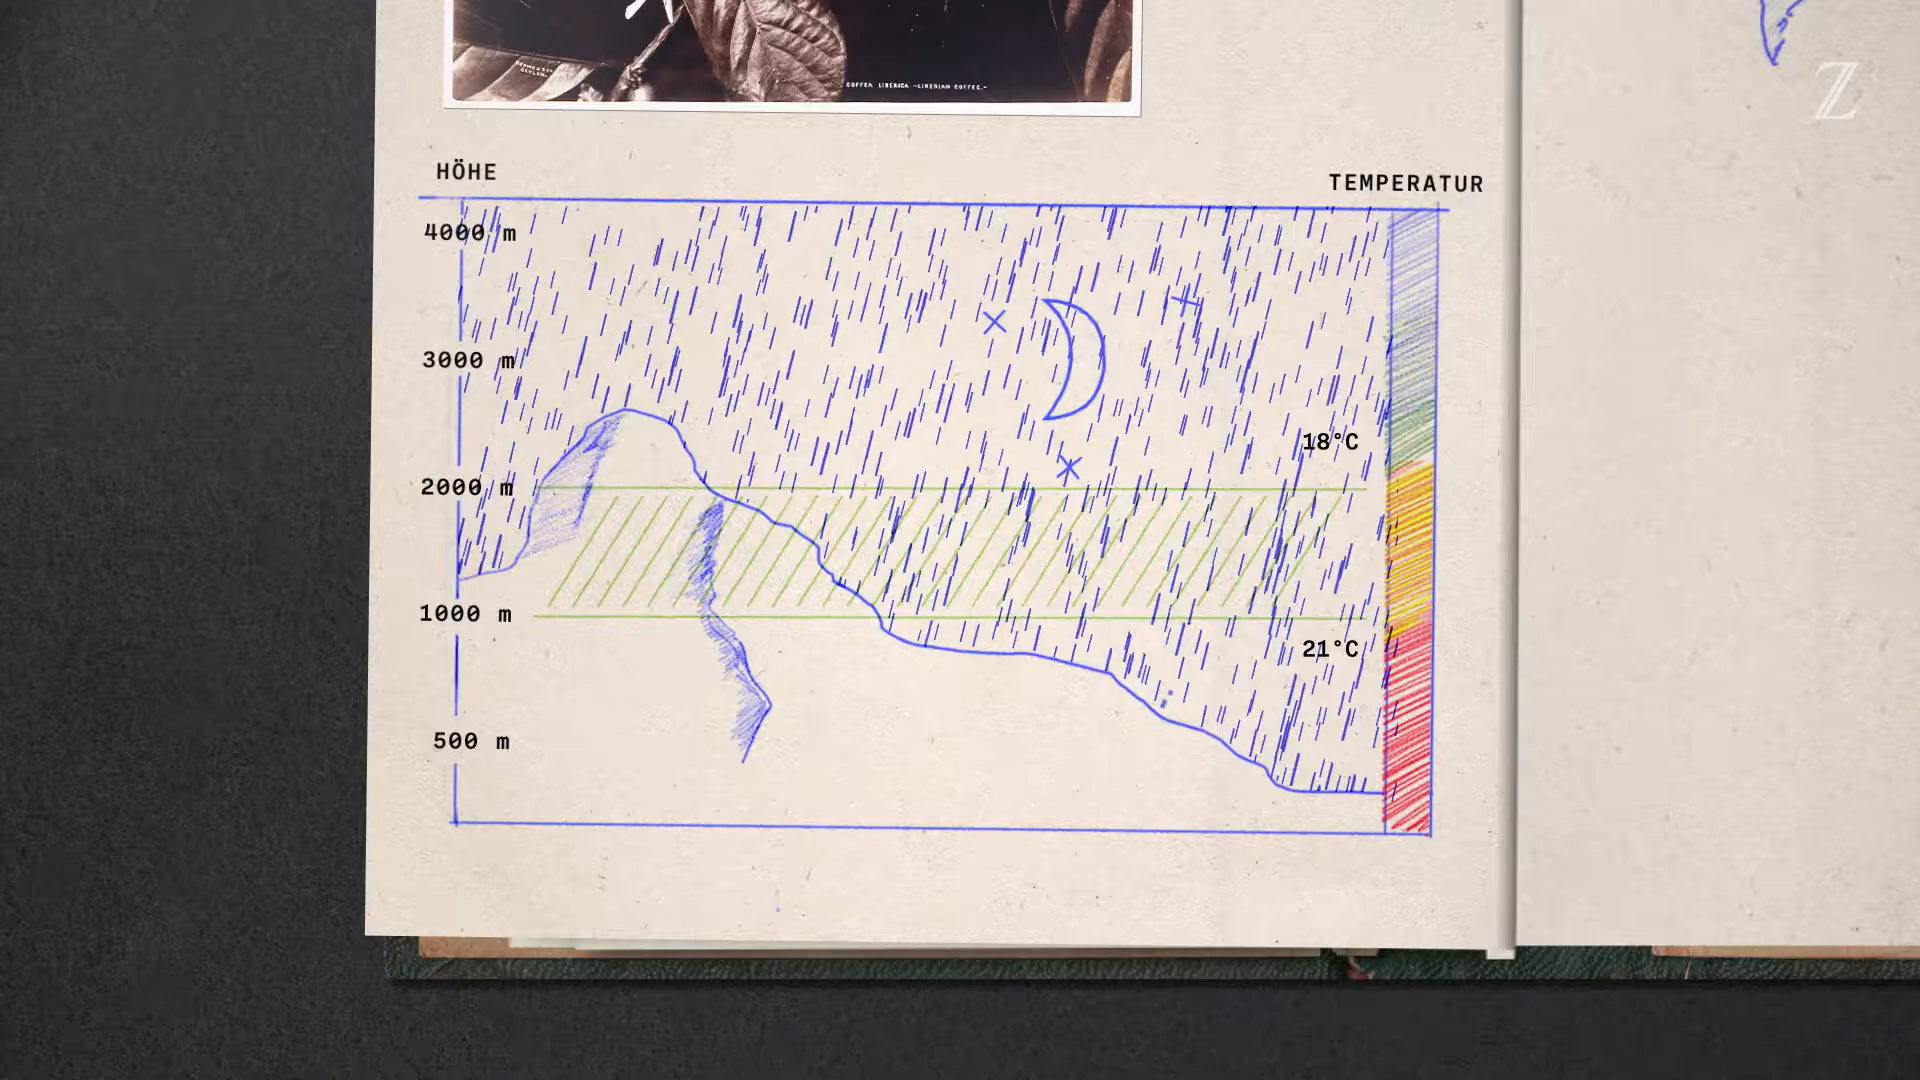 COFFEA LIBERICA -LIBERIAN COFFEE.-
HÖHE
TEMPERATUR
4000 m
3000 m
18°C
2000 m
1000 m
21°C
500 m
Z